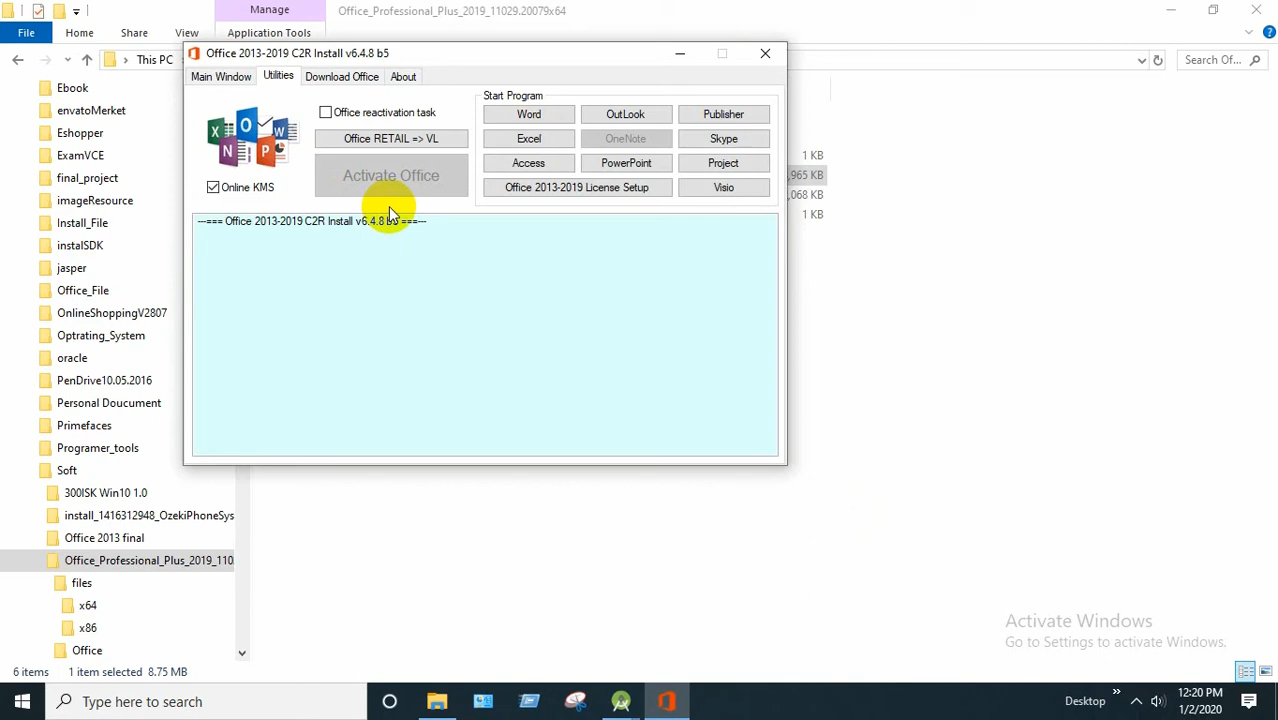 Manage
Office_Professional_Plus_2019_11029.20079x64
File
Home
Share
View
Application Tools
This PC
Search Of...
Ebook
envatoMerket
Eshopper
ExamVCE
final_project
imageResource
Install_File
instalSDK
jasper
Office_File
OnlineShoppingV2807
Optrating_System
oracle
PenDrive10.05.2016
Personal Doucument
Primefaces
Programer_tools
Soft
300ISK Win10 1.0
install_1416312948_OzekiPhoneSys
Office 2013 final
Office_Professional_Plus_2019_110
files
x64
x86
Office
1 KB
,965 KB
,068 KB
1 KB
Office 2013-2019 C2R Install v6.4.8 b5
Main Window
Utilities
Download Office
About
Office reactivation task
Office RETAIL => VL
Activate Office
Online KMS
Start Program
Word
OutLook
Publisher
Excel
OneNote
Skype
Access
PowerPoint
Project
Office 2013-2019 License Setup
Visio
---=== Office 2013-2019 C2R Install v6.4.8 b5 ===---
Activate Windows
Go to Settings to activate Windows.
6 items
1 item selected 8.75 MB
Type here to search
Desktop
12:20 PM
1/2/2020